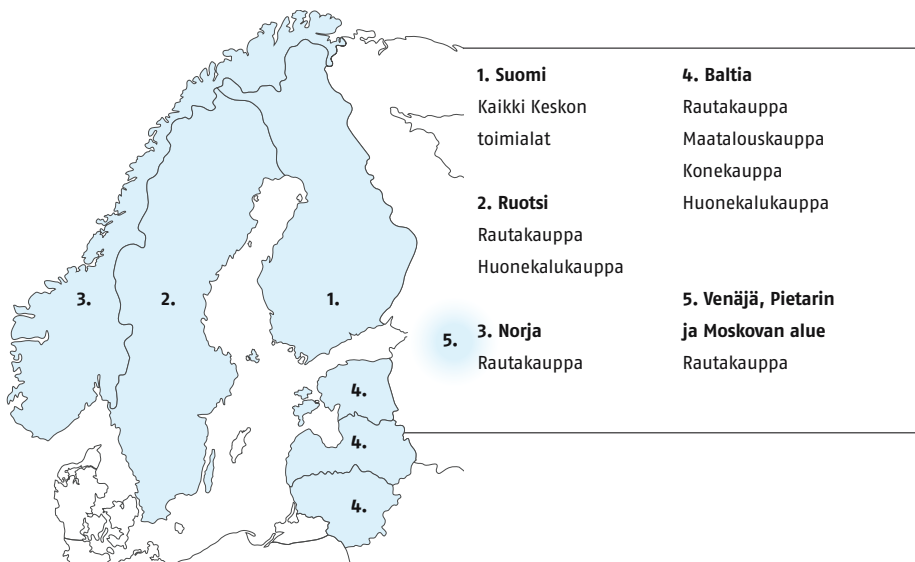 3.
2.
1.
5.
4.
4.
4.
1. Suomi
Kaikki Keskon
toimialat
2. Ruotsi
Rautakauppa
Huonekalukauppa
3. Norja
Rautakauppa
4. Baltia
Rautakauppa
Maatalouskauppa
Konekauppa
Huonekalukauppa
5. Venäjä, Pietarin
ja Moskovan alue
Rautakauppa